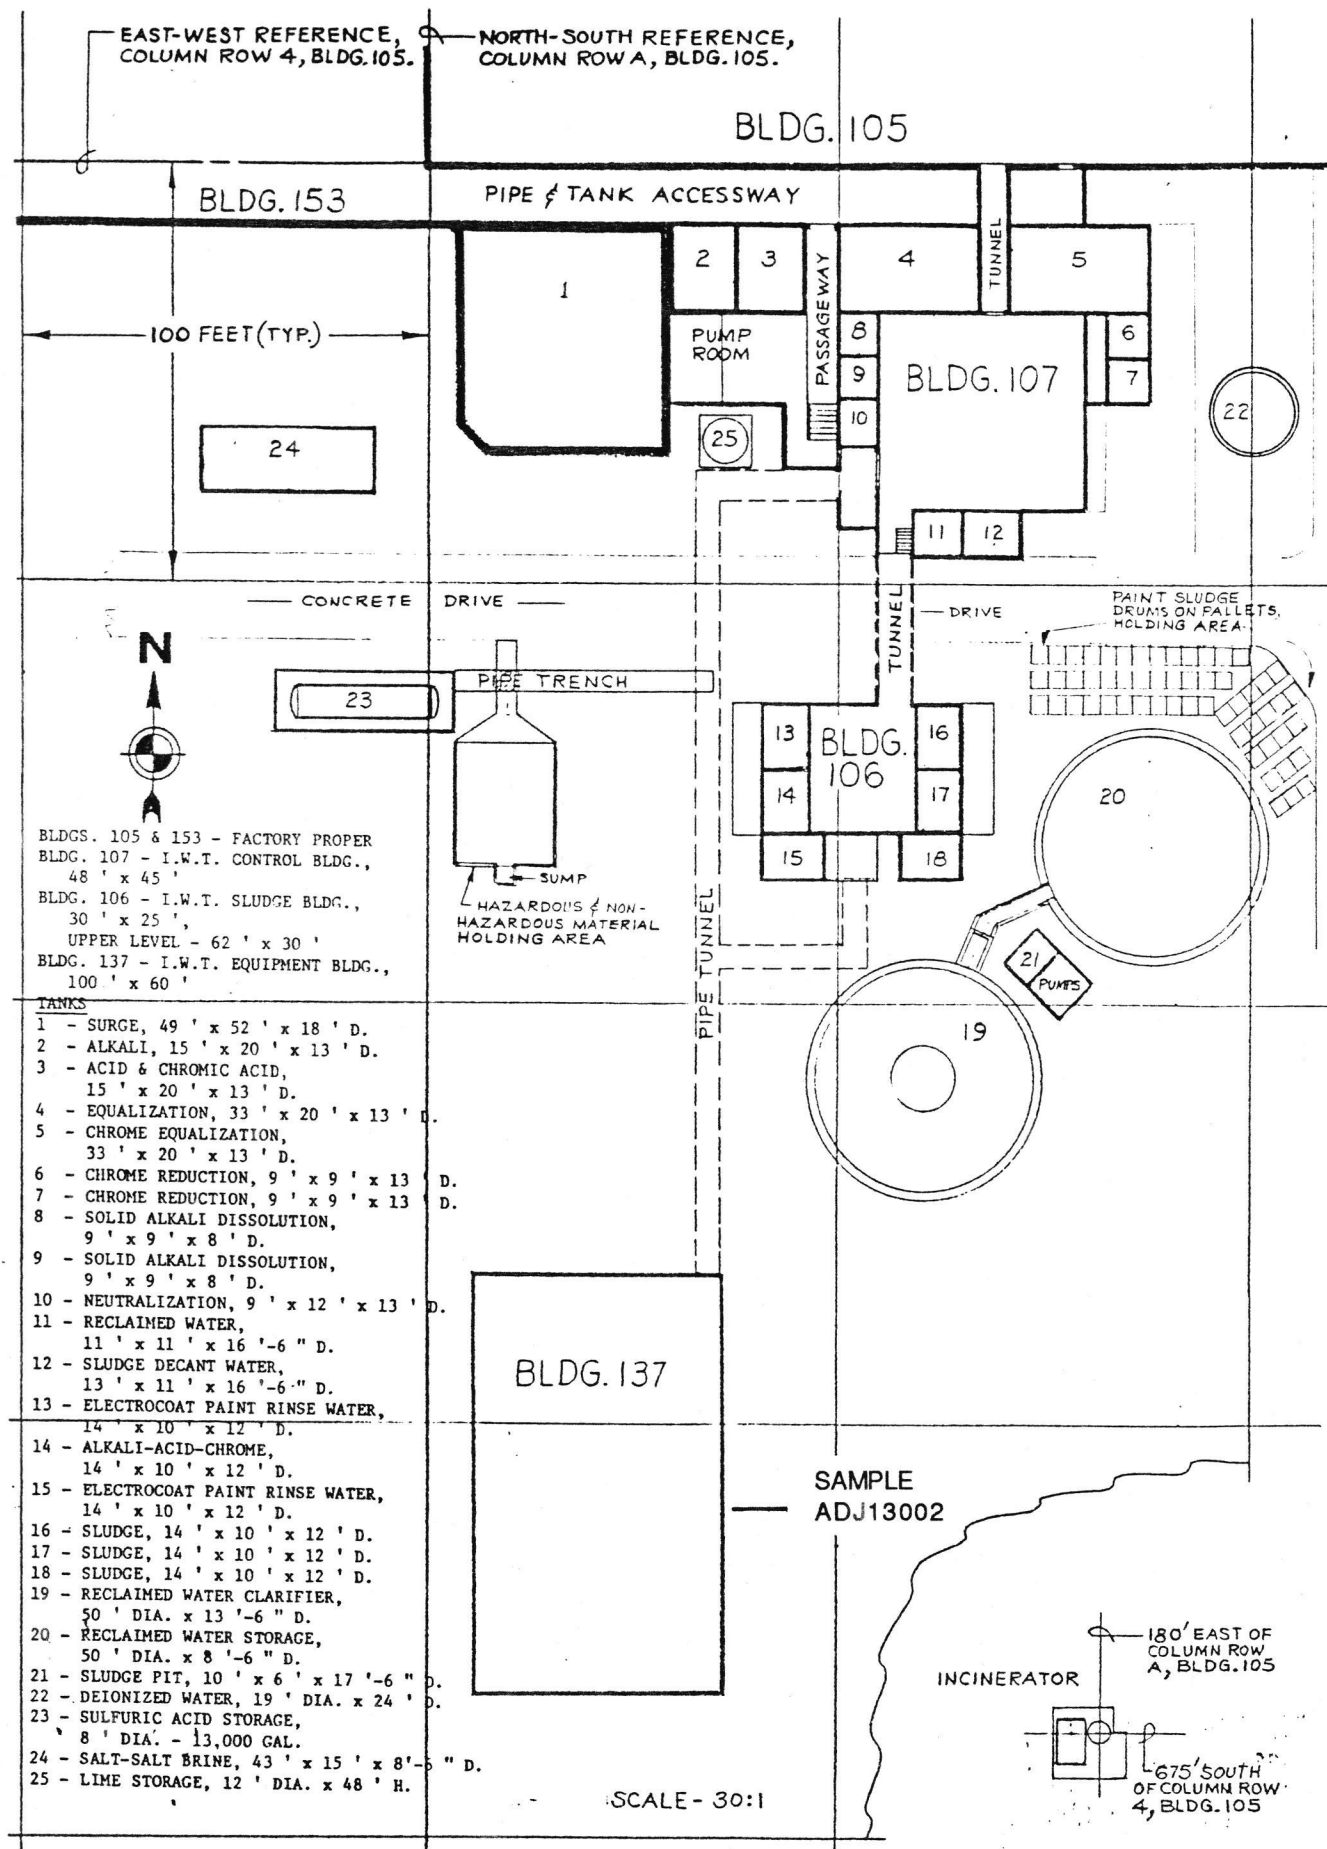 EAST-WEST REFERENCE,
COLUMN ROW 4, BLDG.105.
NORTH-SOUTH REFERENCE,
COLUMN ROW A, BLDG.105.
BLDG. 105
BLDG. 153
PIPE & TANK ACCESSWAY
TUNNEL
1
2
3
PASSAGEWAY
4
5
100 FEET (TYP.)
PUMP
ROOM
8
9
10
BLDG. 107
6
7
22
24
25
11
12
CONCRETE DRIVE
TUNNEL
DRIVE
PAINT SLUDGE
DRUMS ON PALLETS,
HOLDING AREA
N
23
PIPE TRENCH
13
14
15
BLDG.
106
16
17
18
20
SUMP
HAZARDOUS & NON-
HAZARDOUS MATERIAL
HOLDING AREA
PIPE TUNNEL
21
PUMPS
19
BLDGS. 105 & 153 - FACTORY PROPER
BLDG. 107 - I.W.T. CONTROL BLDG.,
48 ' x 45 '
BLDG. 106 - I.W.T. SLUDGE BLDG.,
30 ' x 25 ',
UPPER LEVEL - 62 ' x 30 '
BLDG. 137 - I.W.T. EQUIPMENT BLDG.,
100 ' x 60 '
TANKS
1 - SURGE, 49 ' x 52 ' x 18 ' D.
2 - ALKALI, 15 ' x 20 ' x 13 ' D.
3 - ACID & CHROMIC ACID,
15 ' x 20 ' x 13 ' D.
4 - EQUALIZATION, 33 ' x 20 ' x 13 ' D.
5 - CHROME EQUALIZATION,
33 ' x 20 ' x 13 ' D.
6 - CHROME REDUCTION, 9 ' x 9 ' x 13 ' D.
7 - CHROME REDUCTION, 9 ' x 9 ' x 13 ' D.
8 - SOLID ALKALI DISSOLUTION,
9 ' x 9 ' x 8 ' D.
9 - SOLID ALKALI DISSOLUTION,
9 ' x 9 ' x 8 ' D.
10 - NEUTRALIZATION, 9 ' x 12 ' x 13 ' D.
11 - RECLAIMED WATER,
11 ' x 11 ' x 16 '-6 " D.
12 - SLUDGE DECANT WATER,
13 ' x 11 ' x 16 '-6 " D.
13 - ELECTROCOAT PAINT RINSE WATER,
14 ' x 10 ' x 12 ' D.
14 - ALKALI-ACID-CHROME,
14 ' x 10 ' x 12 ' D.
15 - ELECTROCOAT PAINT RINSE WATER,
14 ' x 10 ' x 12 ' D.
16 - SLUDGE, 14 ' x 10 ' x 12 ' D.
17 - SLUDGE, 14 ' x 10 ' x 12 ' D.
18 - SLUDGE, 14 ' x 10 ' x 12 ' D.
19 - RECLAIMED WATER CLARIFIER,
50 ' DIA. x 13 '-6 " D.
20 - RECLAIMED WATER STORAGE,
50 ' DIA. x 8 '-6 " D.
21 - SLUDGE PIT, 10 ' x 6 ' x 17 '-6 " D.
22 - DEIONIZED WATER, 19 ' DIA. x 24 ' D.
23 - SULFURIC ACID STORAGE,
8 ' DIA. - 13,000 GAL.
24 - SALT-SALT BRINE, 43 ' x 15 ' x 8'-6 " D.
25 - LIME STORAGE, 12 ' DIA. x 48 ' H.
BLDG. 137
SAMPLE
ADJ13002
SCALE - 30:1
INCINERATOR
180' EAST OF
COLUMN ROW
A, BLDG.105
675' SOUTH
OF COLUMN ROW
4, BLDG.105